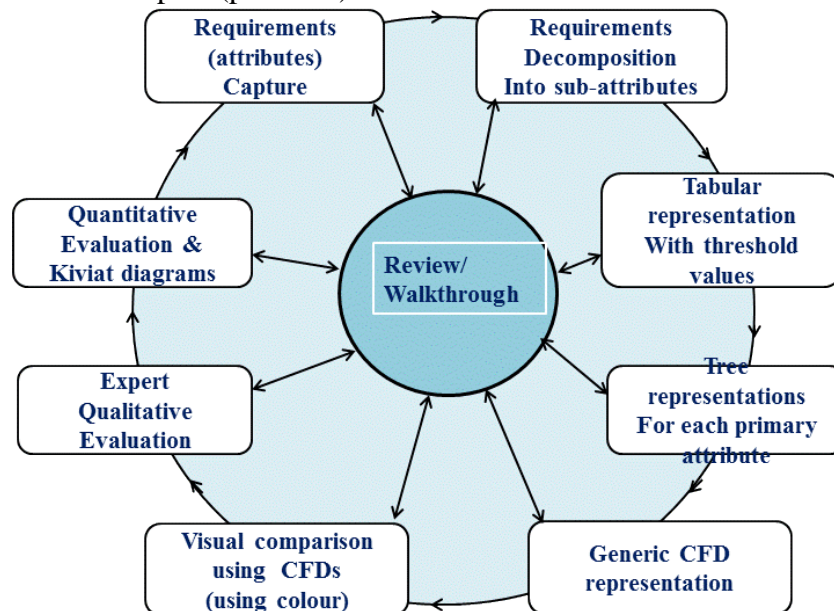 Requirements
(attributes)
Capture
Requirements
Decomposition
Into sub-attributes
Tabular
representation
With threshold
values
Tree
representations
For each primary
attribute
Generic CFD
representation
Visual comparison
using CFDs
(using colour)
Expert
Qualitative
Evaluation
Quantitative
Evaluation &
Kiviat diagrams
Review/
Walkthrough